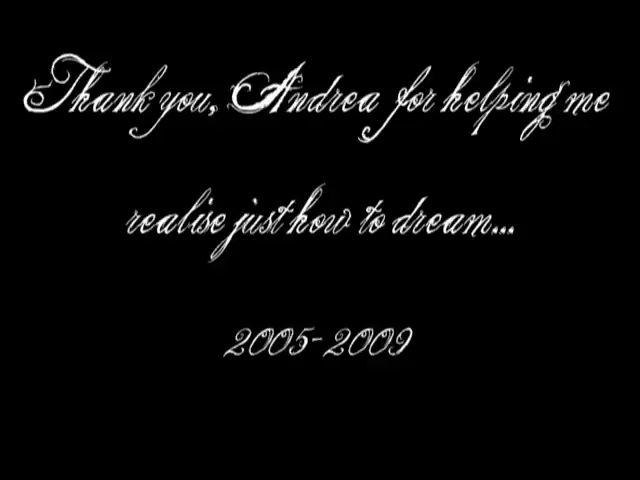 Thank you, Andrea for helping me
realise just how to dream...
2005-2009